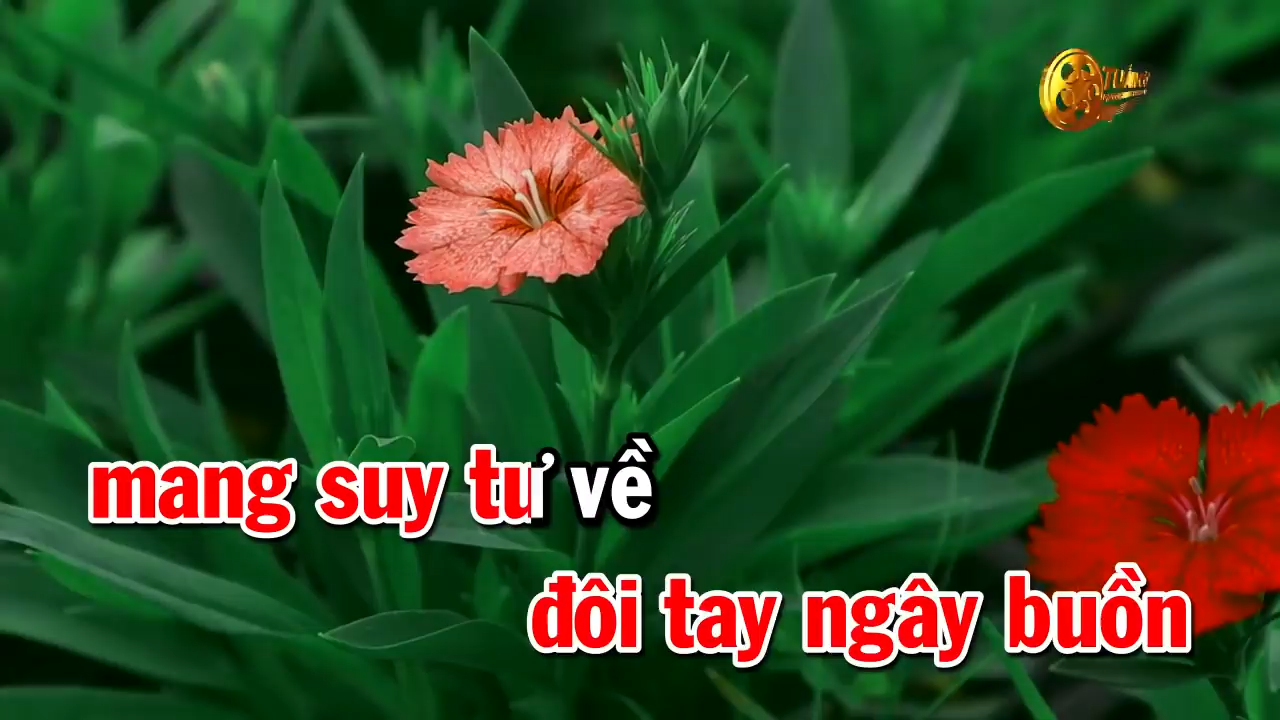 mang suy tư về
đôi tay ngây buồn